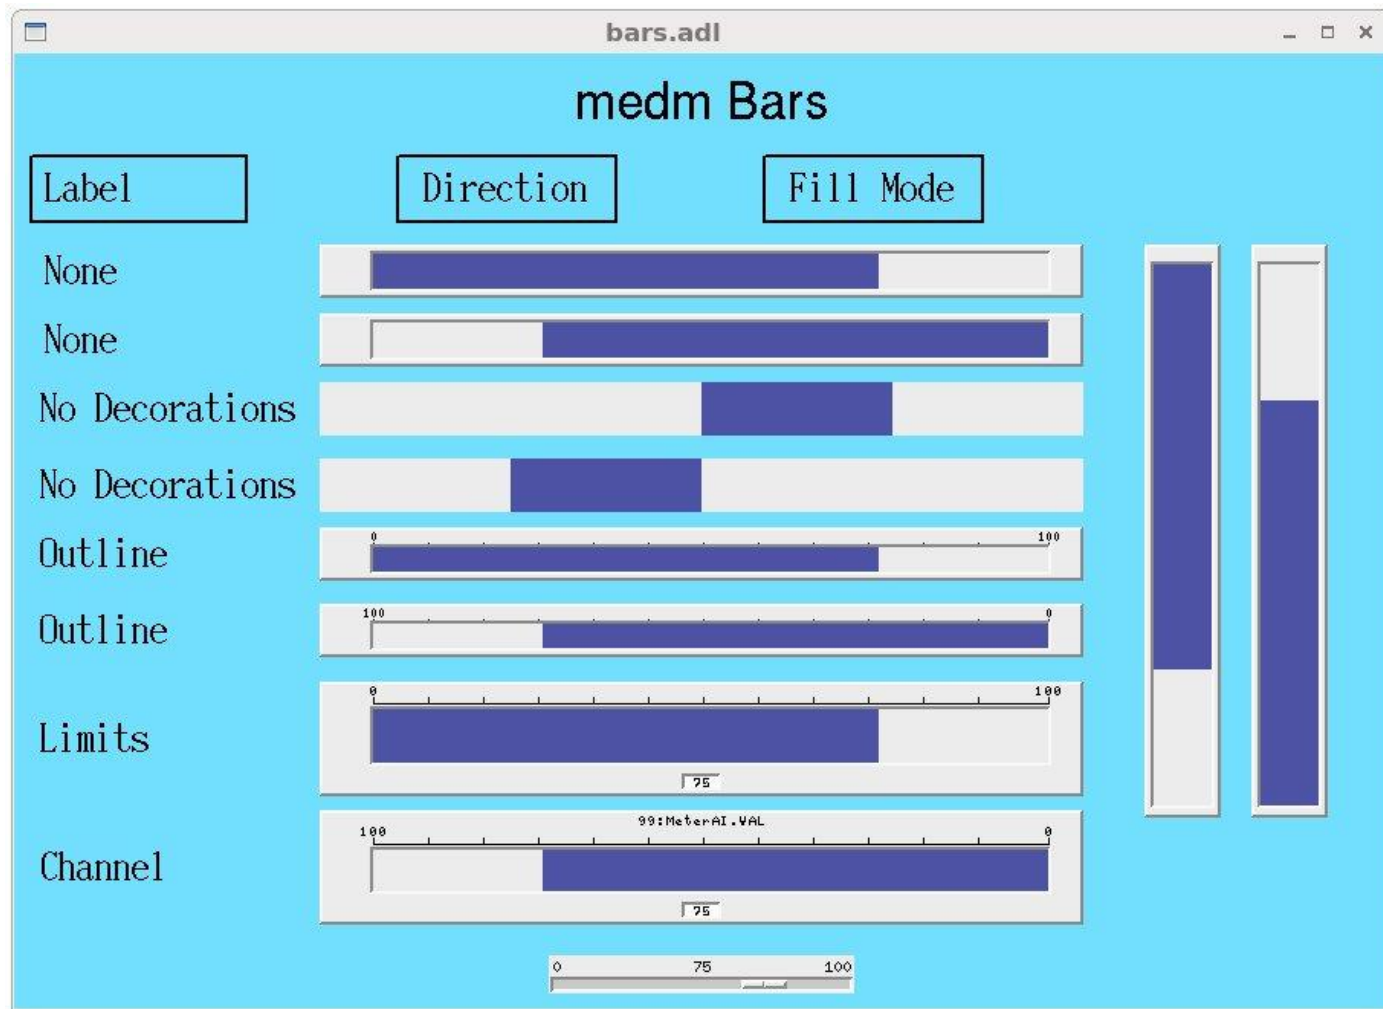 bars.adl
medm Bars
Label Direction Fill Mode
None
None
No Decorations
No Decorations
Outline 0 100
Outline 100 0
0 100
Limits
75
99:MeterAI.VAL
100 0
Channel
75
0 75 100